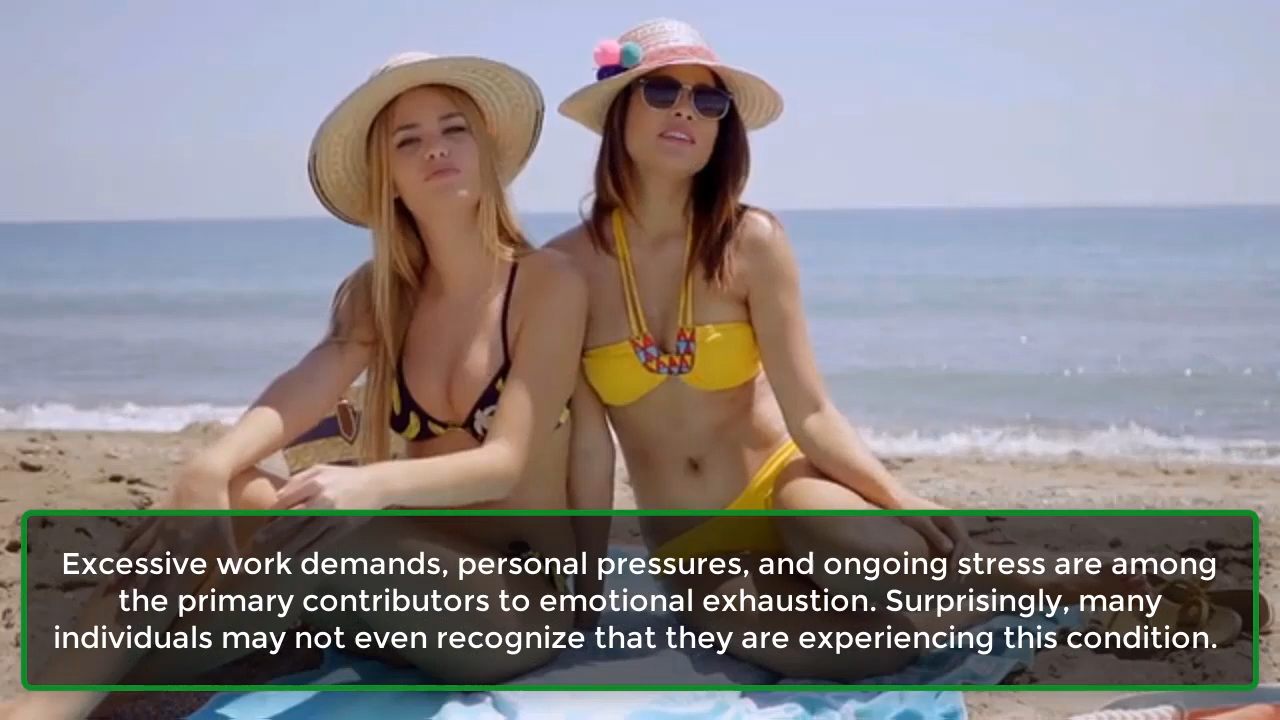 Excessive work demands, personal pressures, and ongoing stress are among
the primary contributors to emotional exhaustion. Surprisingly, many
individuals may not even recognize that they are experiencing this condition.